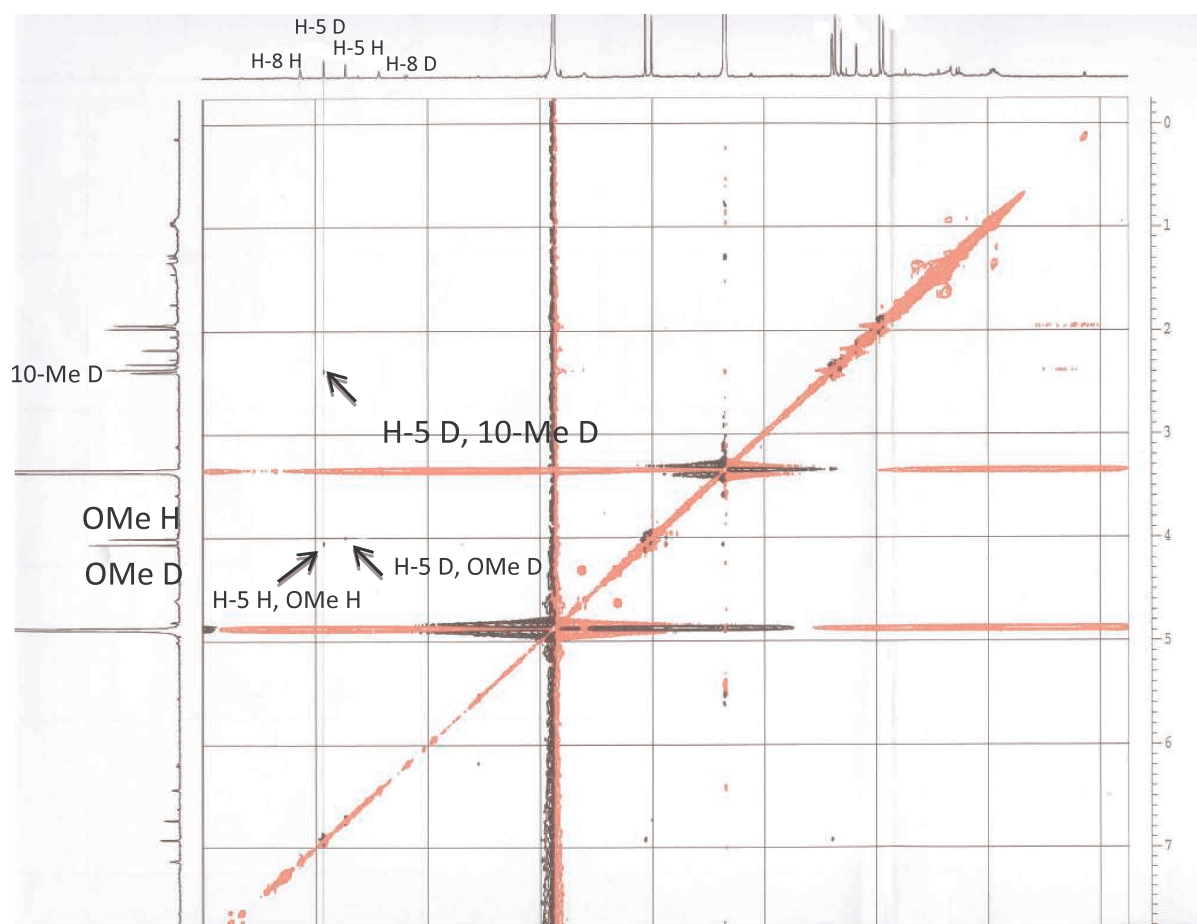 H-5 D
H-8 H
H-5 H
H-8 D
0
1
2
10-Me D
H-5 D, 10-Me D
3
OMe H
4
OMe D
H-5 D, OMe D
H-5 H, OMe H
5
6
7